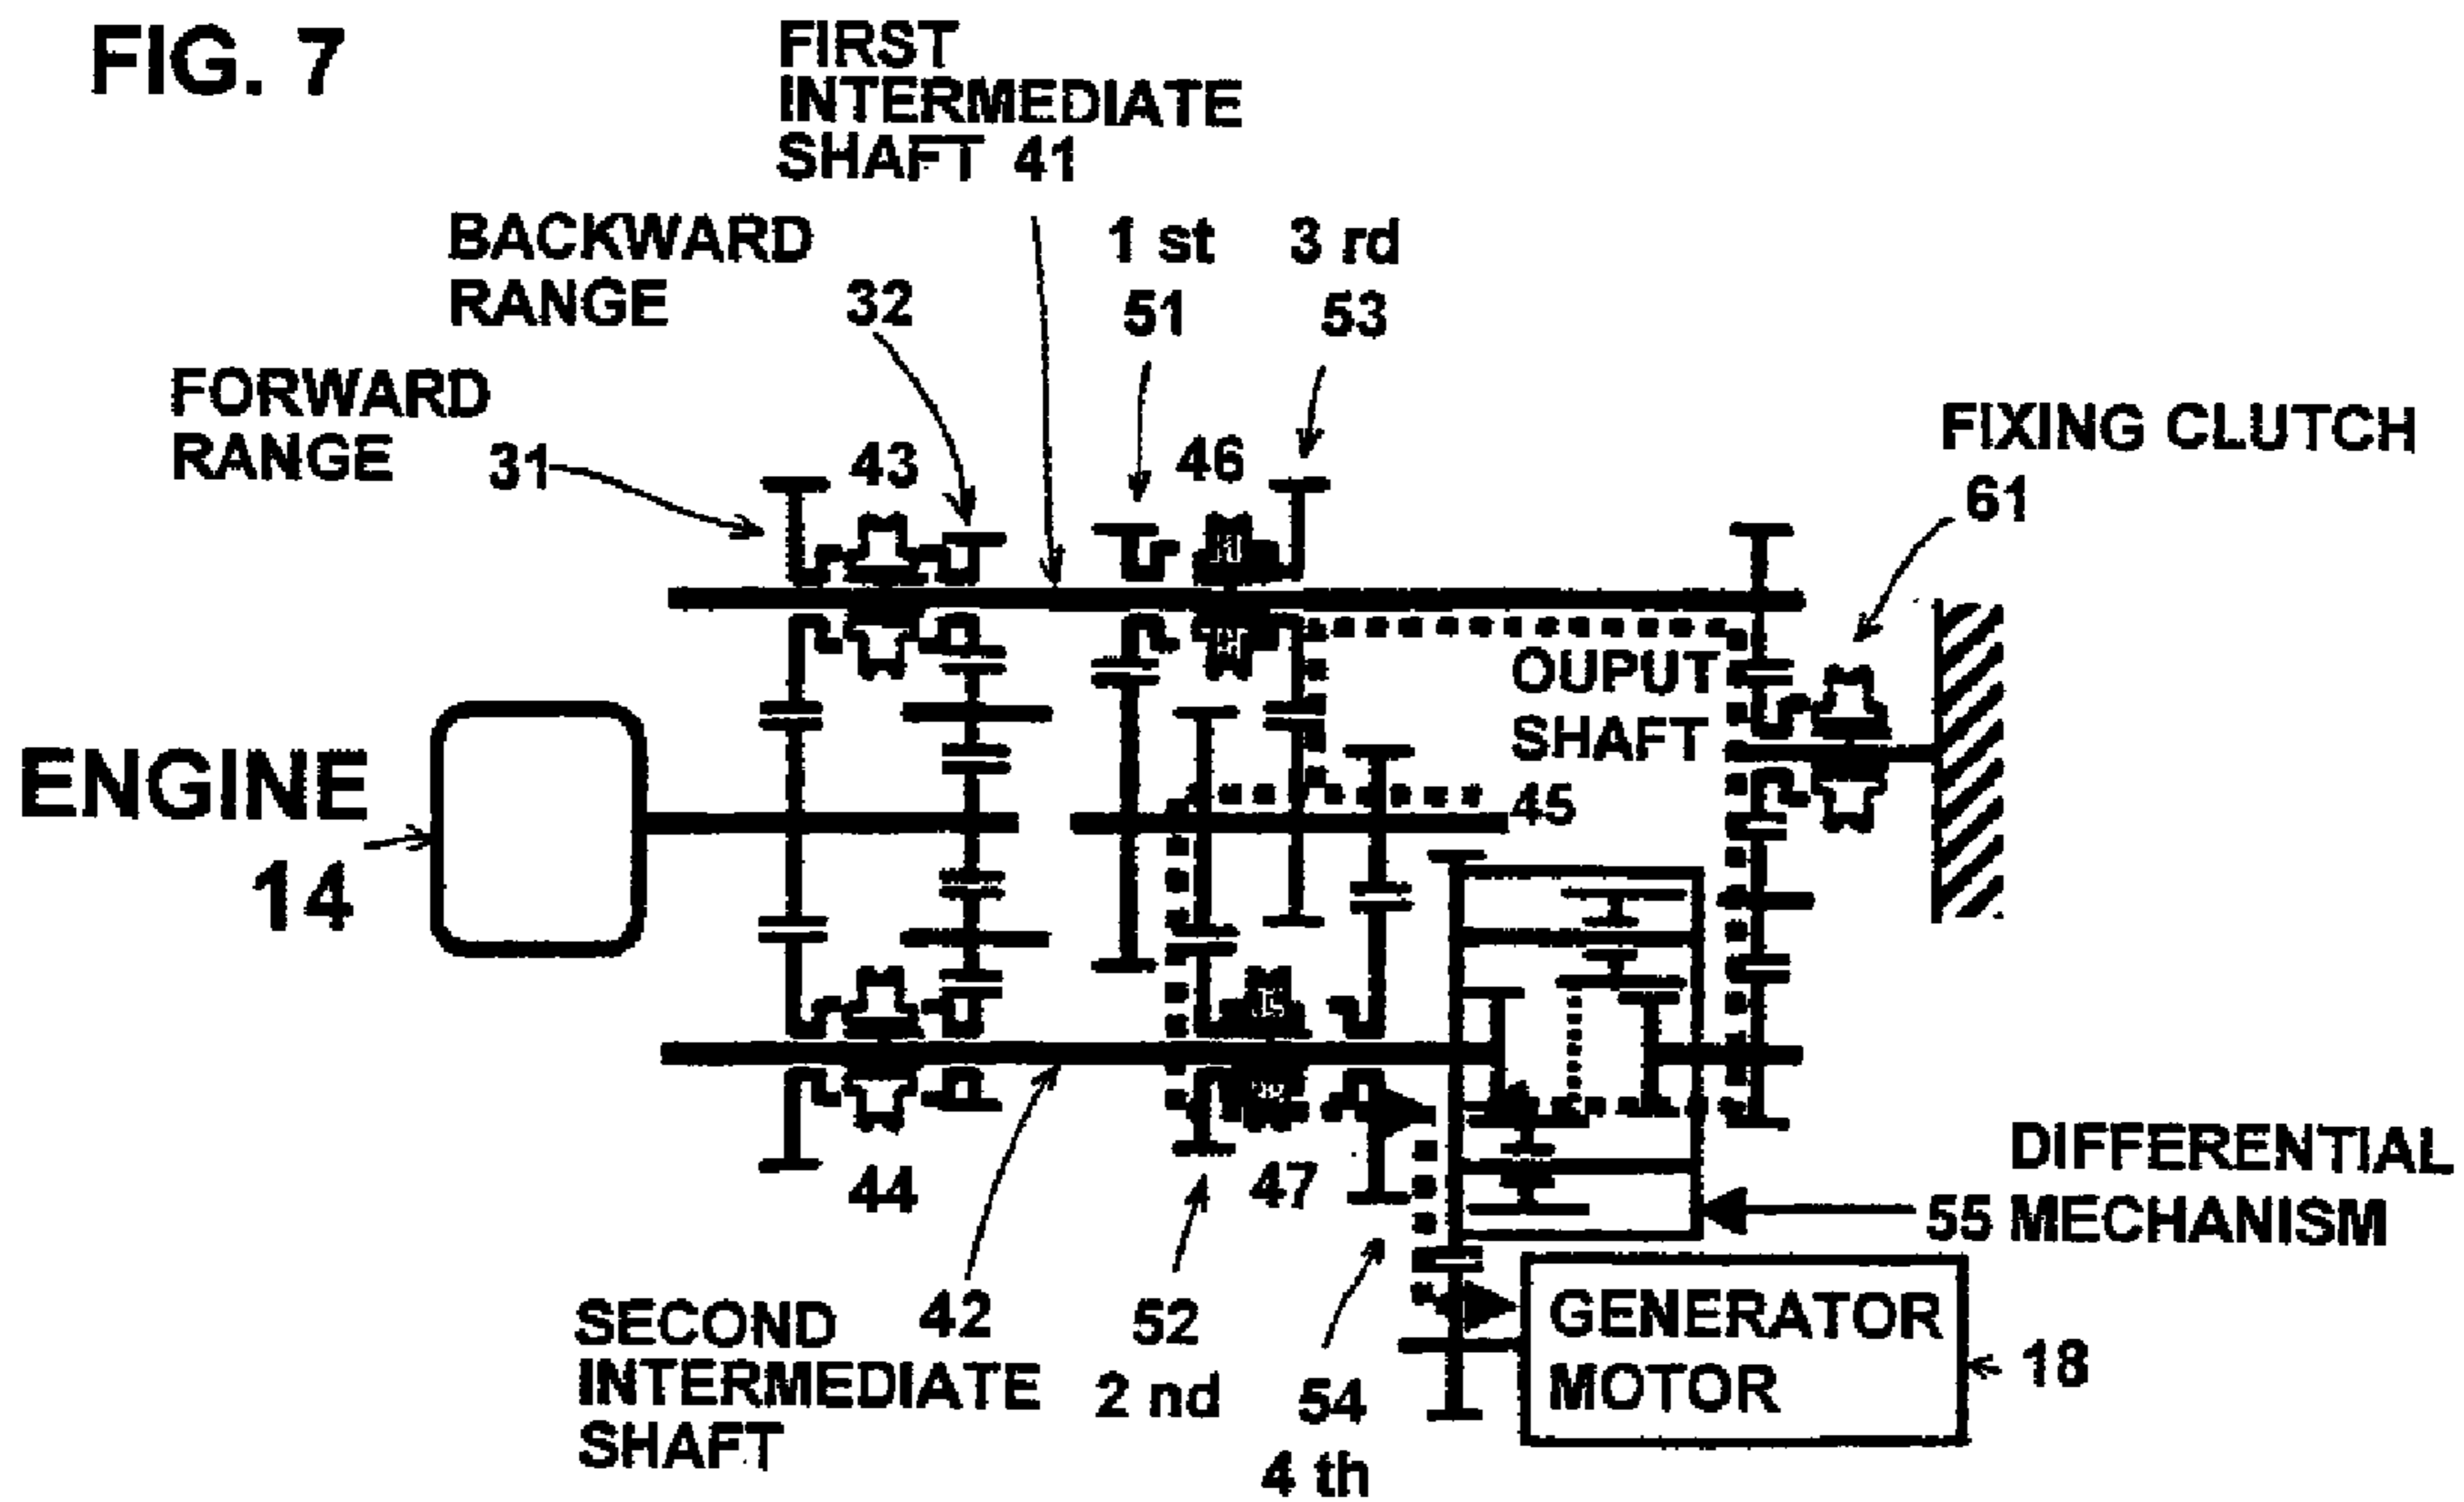 FIG. 7
FIRST
INTERMEDIATE
SHAFT 41
BACKWARD
RANGE 32
1 st
51
3 rd
53
FORWARD
RANGE 31
43
46
FIXING CLUTCH
61
OUPUT
SHAFT
45
ENGINE
14
44
47
DIFFERENTIAL
55 MECHANISM
SECOND
INTERMEDIATE
SHAFT
42
52
2 nd
54
4 th
GENERATOR
MOTOR
18